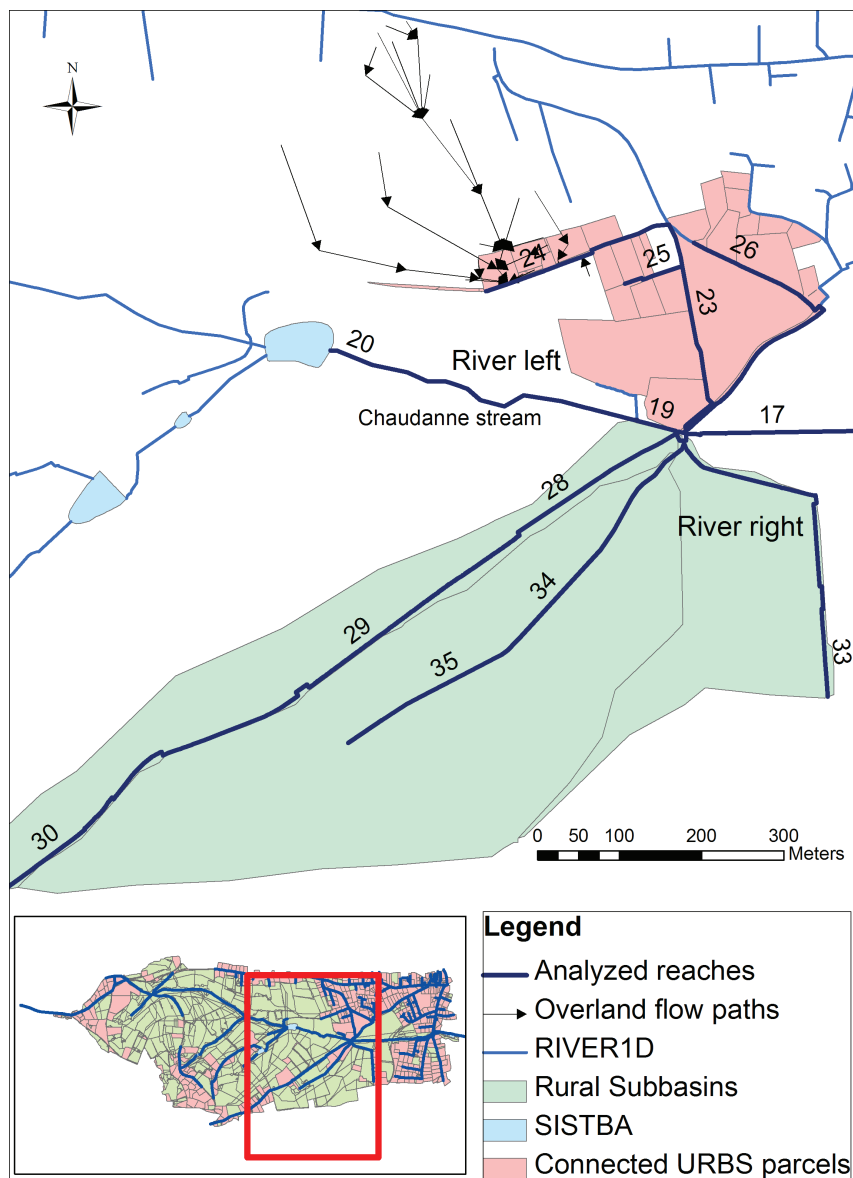 N
24
25
26
23
20
River left
19
17
Chaudanne stream
28
River right
34
29
35
33
30
0 50 100 200 300
Meters
Legend
Analyzed reaches
Overland flow paths
RIVER1D
Rural Subbasins
SISTBA
Connected URBS parcels